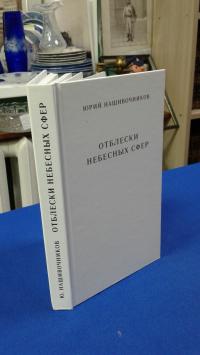 ЮРИЙ НАШИВОЧНИКОВ
ОТБЛЕСКИ
НЕБЕСНЫХ СФЕР
Ю. НАШИВОЧНИКОВ ОТБЛЕСКИ НЕБЕСНЫХ СФЕР